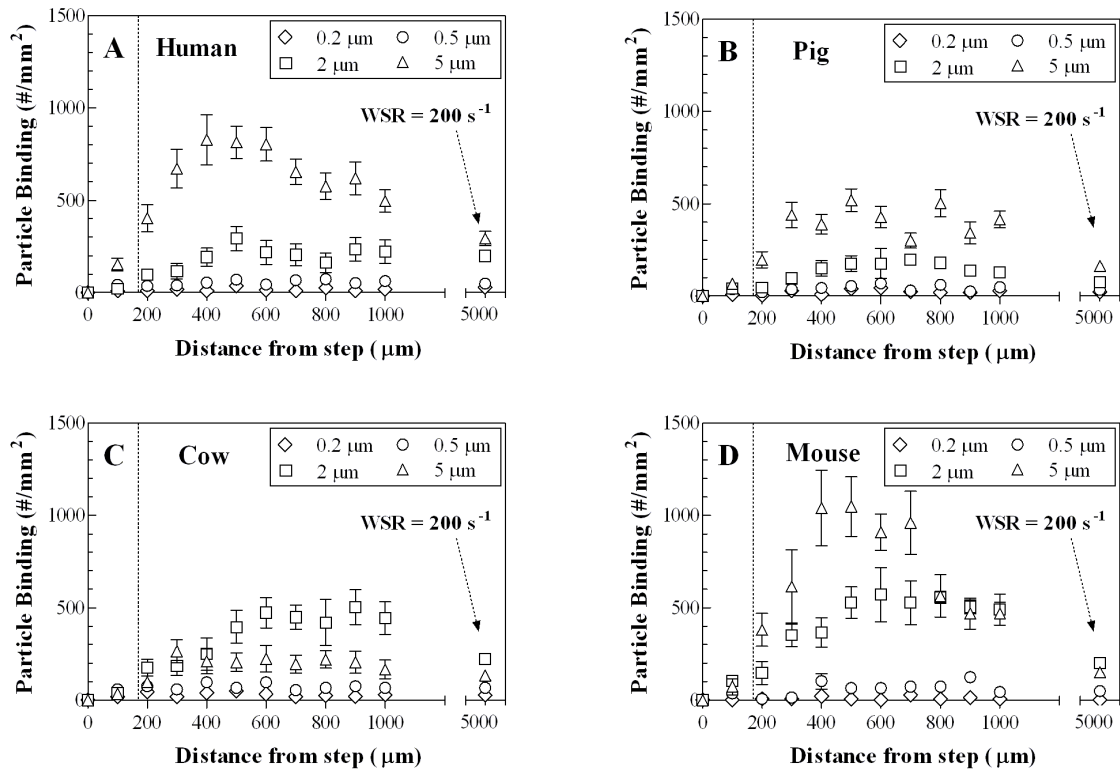 A Human
◇ 0.2 μm ○ 0.5 μm
□ 2 μm △ 5 μm
WSR = 200 s⁻¹
Particle Binding (#/mm²)
1500
1000
500
0
0 200 400 600 800 1000 5000
Distance from step ( μm)
B Pig
◇ 0.2 μm ○ 0.5 μm
□ 2 μm △ 5 μm
WSR = 200 s⁻¹
Particle Binding (#/mm²)
1500
1000
500
0
0 200 400 600 800 1000 5000
Distance from step ( μm)
C Cow
◇ 0.2 μm ○ 0.5 μm
□ 2 μm △ 5 μm
WSR = 200 s⁻¹
Particle Binding (#/mm²)
1500
1000
500
0
0 200 400 600 800 1000 5000
Distance from step ( μm)
D Mouse
◇ 0.2 μm ○ 0.5 μm
□ 2 μm △ 5 μm
WSR = 200 s⁻¹
Particle Binding (#/mm²)
1500
1000
500
0
0 200 400 600 800 1000 5000
Distance from step ( μm)